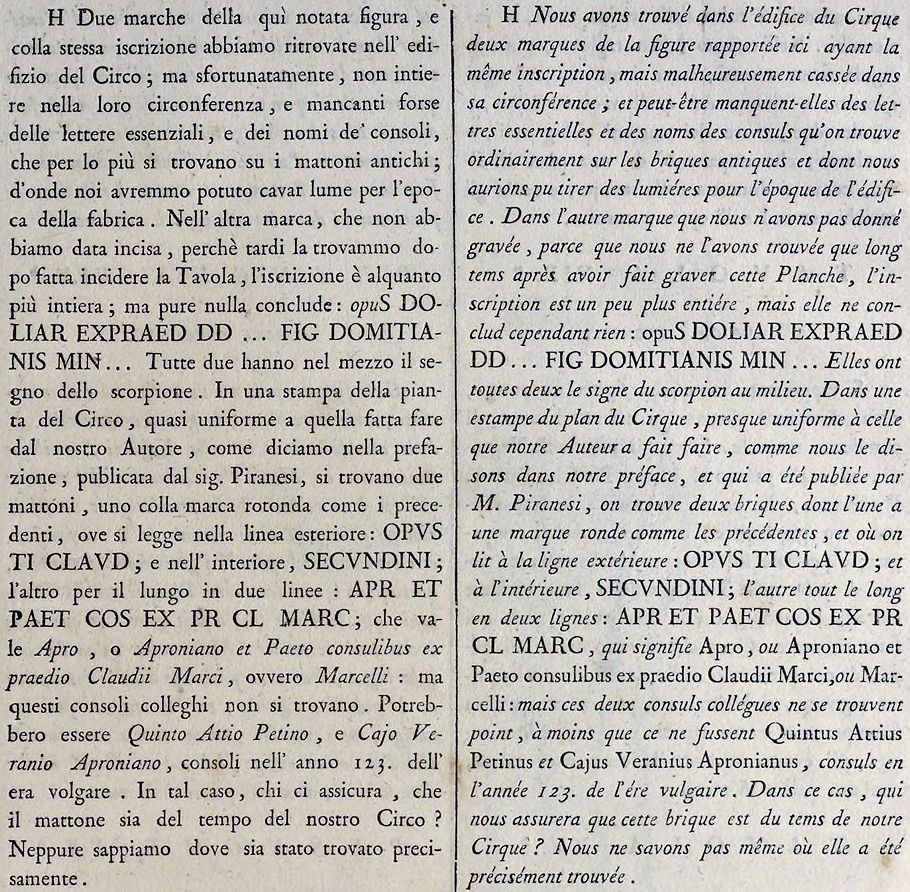 H Due marche della quì notata figura , e
colla stessa iscrizione abbiamo ritrovate nell' edi-
fizio del Circo ; ma sfortunatamente , non intie-
re nella loro circonferenza , e mancanti forse
delle lettere essenziali , e dei nomi de' consoli ,
che per lo più si trovano su i mattoni antichi ;
d'onde noi avremmo potuto cavar lume per l'epo-
ca della fabrica . Nell' altra marca , che non ab-
biamo data incisa , perchè tardi la trovammo do-
po fatta incidere la Tavola , l'iscrizione è alquanto
più intiera ; ma pure nulla conclude : opuS DO-
LIAR EXPRAED DD ... FIG DOMITIA-
NIS MIN... Tutte due hanno nel mezzo il se-
gno dello scorpione . In una stampa della pian-
ta del Circo , quasi uniforme a quella fatta fare
dal nostro Autore , come diciamo nella prefa-
zione , publicata dal sig. Piranesi , si trovano due
mattoni , uno colla marca rotonda come i prece-
denti , ove si legge nella linea esteriore : OPVS
TI CLAVD ; e nell' interiore , SECVNDINI ;
l'altro per il lungo in due linee : APR ET
PAET COS EX PR CL MARC ; che va-
le Apro , o Aproniano et Paeto consulibus ex
praedio Claudii Marci , ovvero Marcelli : ma
questi consoli colleghi non si trovano . Potreb-
bero essere Quinto Attio Petino , e Cajo Ve-
ranio Aproniano , consoli nell' anno 123. dell'
era volgare . In tal caso , chi ci assicura , che
il mattone sia del tempo del nostro Circo ?
Neppure sappiamo dove sia stato trovato preci-
samente .
H Nous avons trouvé dans l'édifice du Cirque
deux marques de la figure rapportée ici ayant la
même inscription , mais malheureusement cassée dans
sa circonférence ; et peut-être manquent-elles des let-
tres essentielles et des noms des consuls qu'on trouve
ordinairement sur les briques antiques et dont nous
aurions pu tirer des lumiéres pour l'époque de l'édifi-
ce . Dans l'autre marque que nous n'avons pas donné
gravée , parce que nous ne l'avons trouvée que long
tems après avoir fait graver cette Planche , l'in-
scription est un peu plus entiére , mais elle ne con-
clud cependant rien : opuS DOLIAR EXPRAED
DD ... FIG DOMITIANIS MIN ... Elles ont
toutes deux le signe du scorpion au milieu. Dans une
estampe du plan du Cirque , presque uniforme à celle
que notre Auteur a fait faire , comme nous le di-
sons dans notre préface , et qui a été publiée par
M. Piranesi , on trouve deux briques dont l'une a
une marque ronde comme les précédentes , et où on
lit à la ligne extérieure : OPVS TI CLAVD ; et
à l'intérieure , SECVNDINI ; l'autre tout le long
en deux lignes : APR ET PAET COS EX PR
CL MARC , qui signifie Apro , ou Aproniano et
Paeto consulibus ex praedio Claudii Marci,ou Mar-
celli : mais ces deux consuls collégues ne se trouvent
point , à moins que ce ne fussent Quintus Attius
Petinus et Cajus Veranius Apronianus , consuls en
l'année 123. de l'ére vulgaire . Dans ce cas , qui
nous assurera que cette brique est du tems de notre
Cirque ? Nous ne savons pas même où elle a été
précisément trouvée .